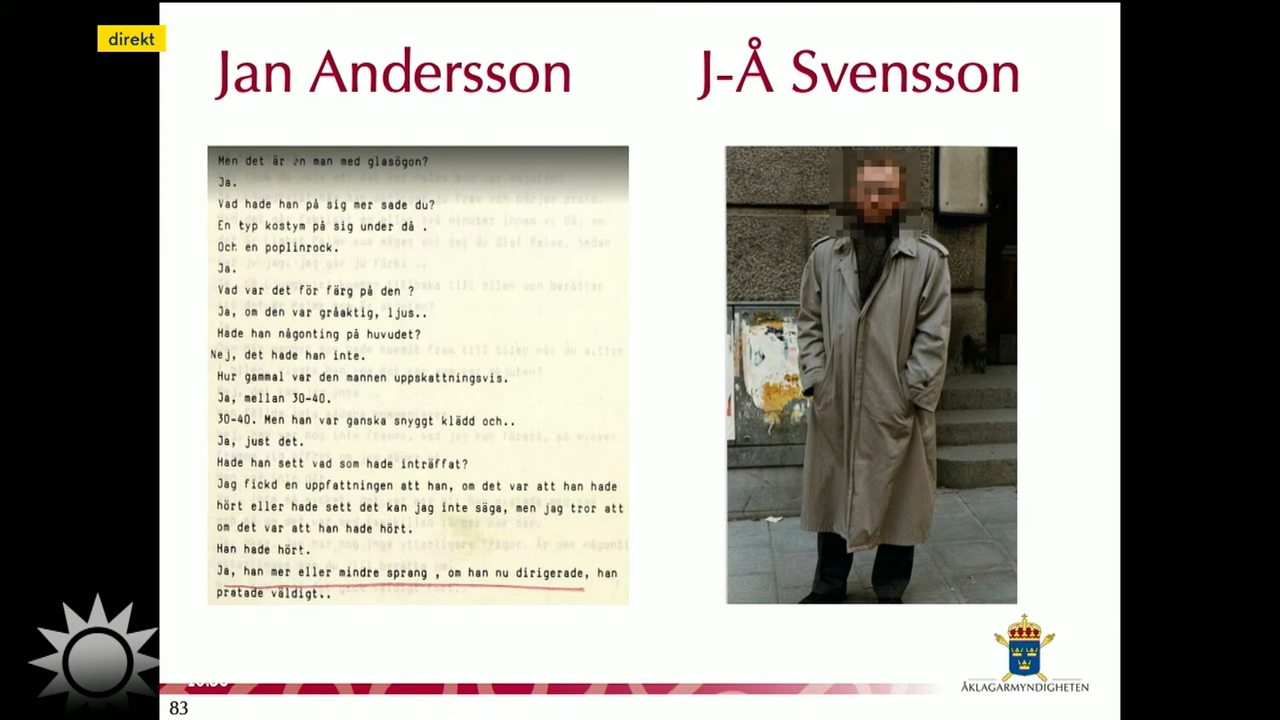 direkt
Jan Andersson
J-Å Svensson
Men det är en man med glasögon?
Ja.
Vad hade han på sig mer sade du?
En typ kostym på sig under då .
Och en poplinrock.
Ja.
Vad var det för färg på den ?
Ja, om den var gråaktig, ljus..
Hade han någonting på huvudet?
Nej, det hade han inte.
Hur gammal var den mannen uppskattningsvis.
Ja, mellan 30-40.
30-40. Men han var ganska snyggt klädd och..
Ja, just det.
Hade han sett vad som hade inträffat?
Jag fickd en uppfattningen att han, om det var att han hade
hört eller hade sett det kan jag inte säga, men jag tror att
om det var att han hade hört.
Han hade hört.
Ja, han mer eller mindre sprang , om han nu dirigerade, han
pratade väldigt..
ÅKLAGARMYNDIGHETEN
83